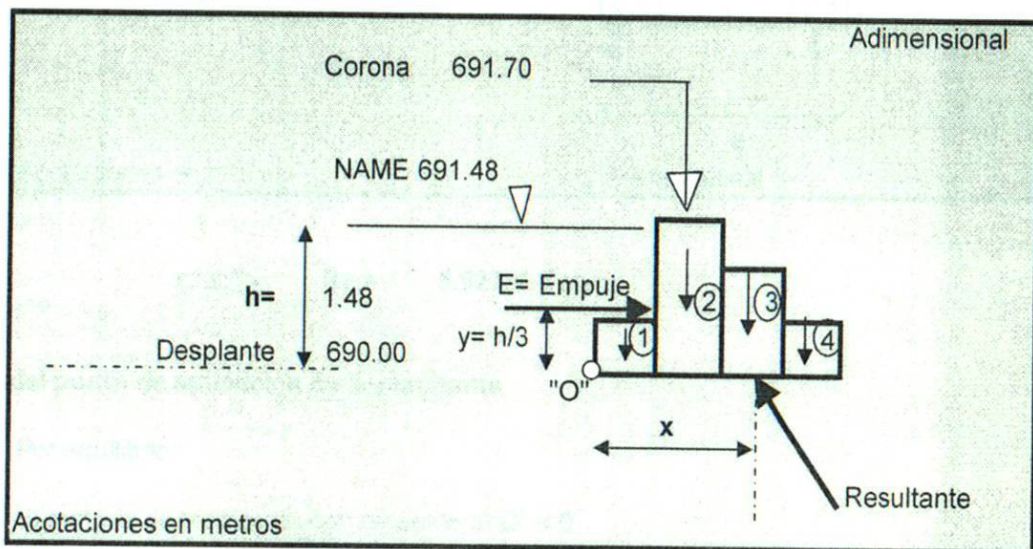 Adimensional
Corona 691.70
NAME 691.48
E= Empuje
h= 1.48
y= h/3
1
2
3
4
Desplante 690.00
"O"
x
Resultante
Acotaciones en metros